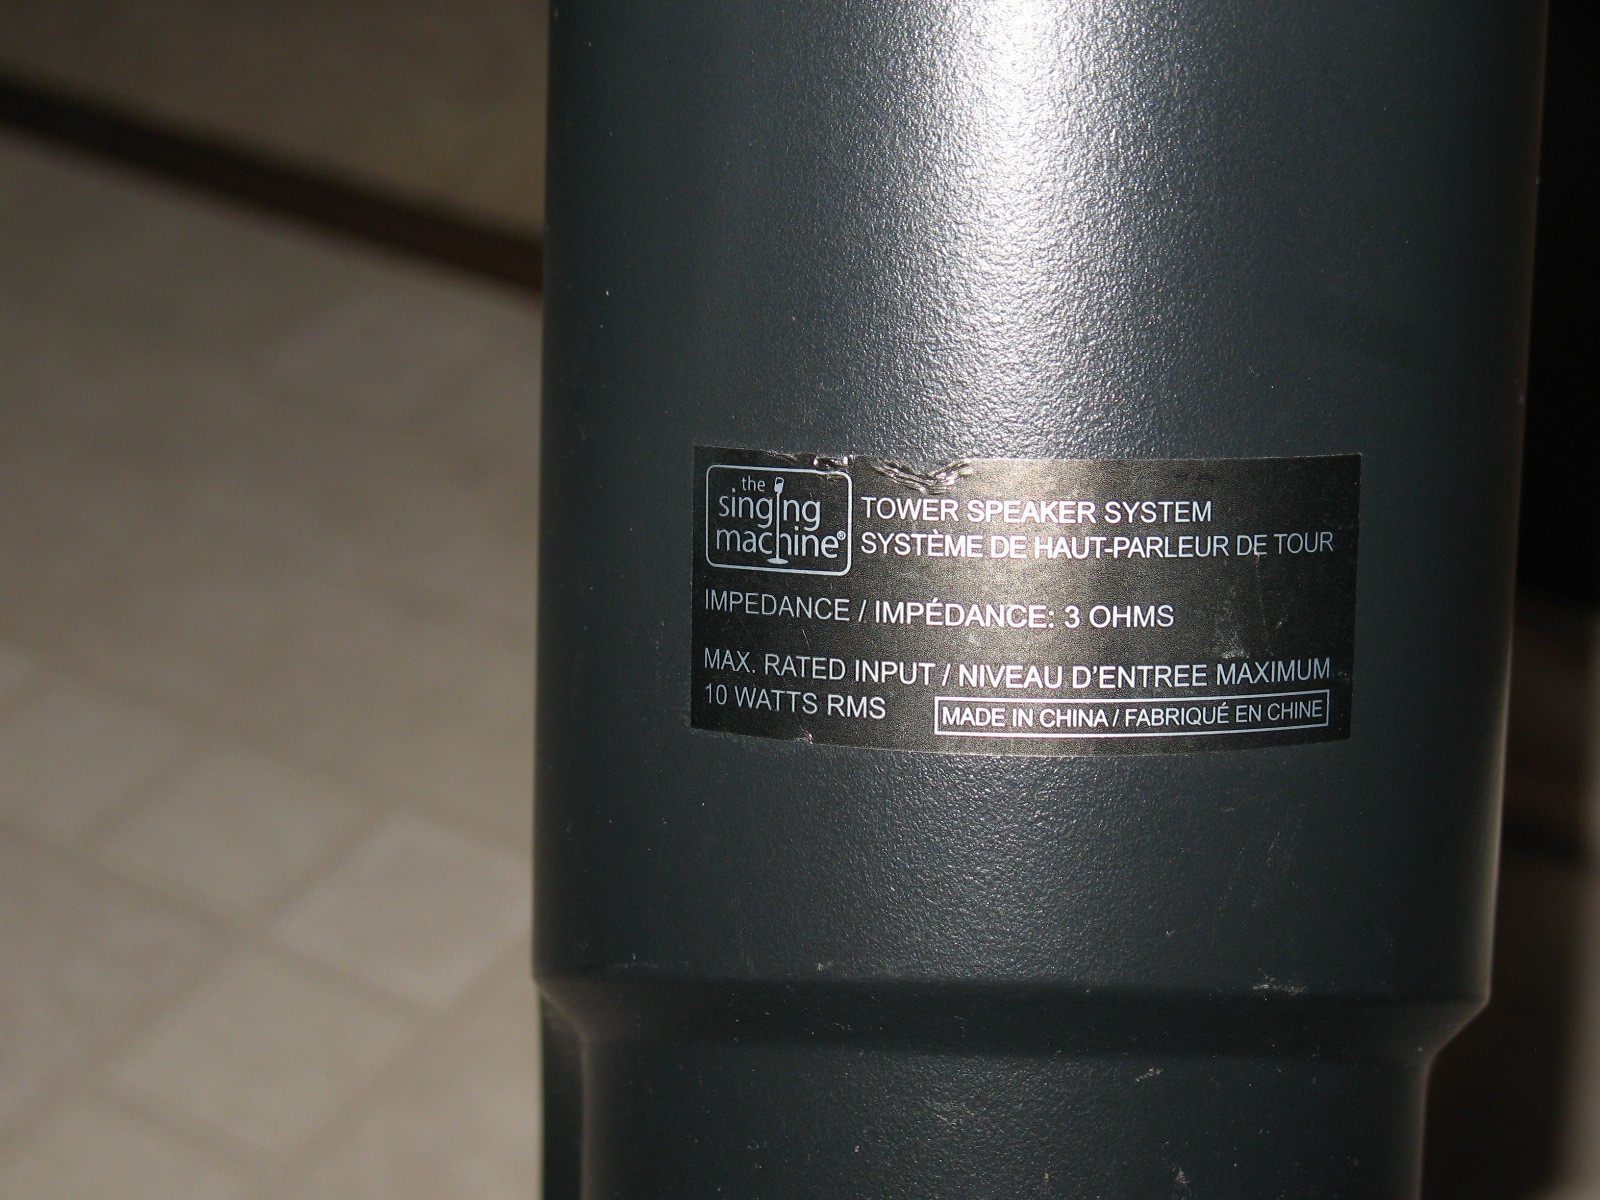 the
singing
machine®
TOWER SPEAKER SYSTEM
SYSTÈME DE HAUT-PARLEUR DE TOUR
IMPEDANCE / IMPÉDANCE: 3 OHMS
MAX. RATED INPUT / NIVEAU D'ENTREE MAXIMUM
10 WATTS RMS
MADE IN CHINA / FABRIQUÉ EN CHINE